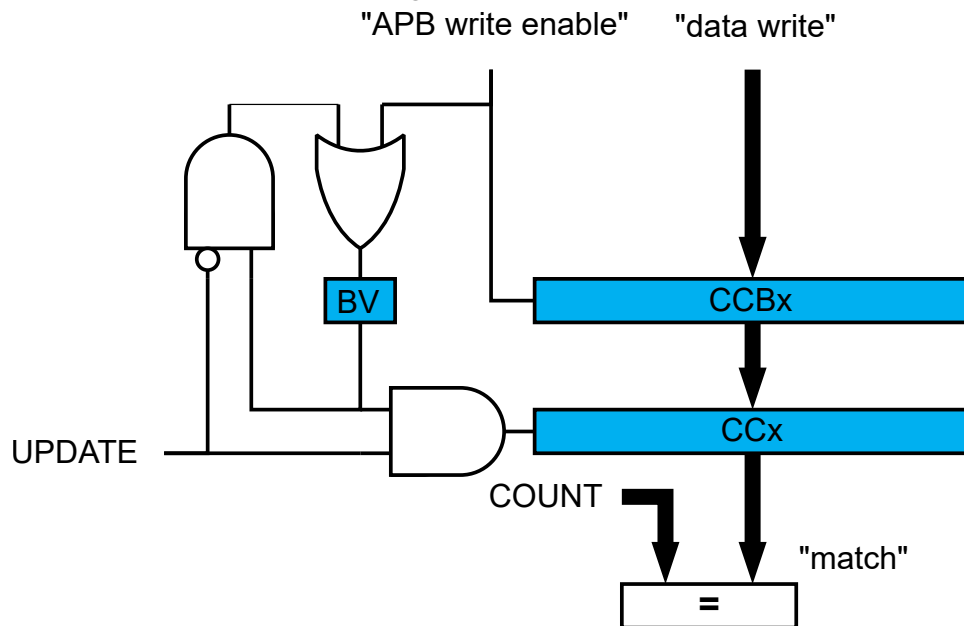 "APB write enable"
"data write"
BV
CCBx
CCx
UPDATE
COUNT
"match"
=